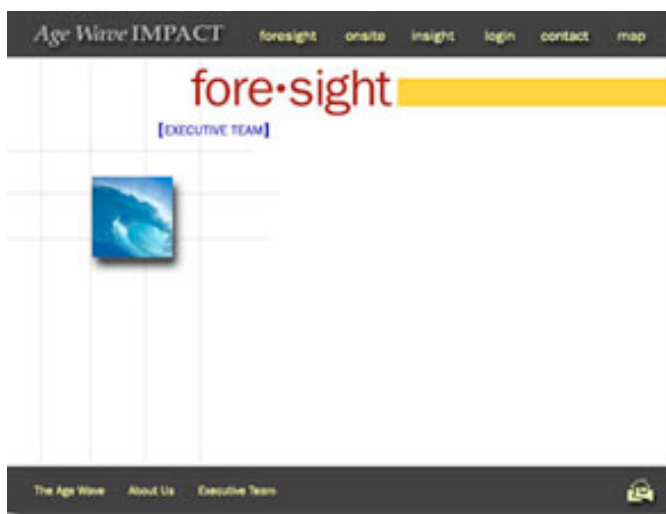 Age Wave IMPACT foresight onsite insight login contact map
fore•sight
[EXECUTIVE TEAM]
The Age Wave About Us Executive Team